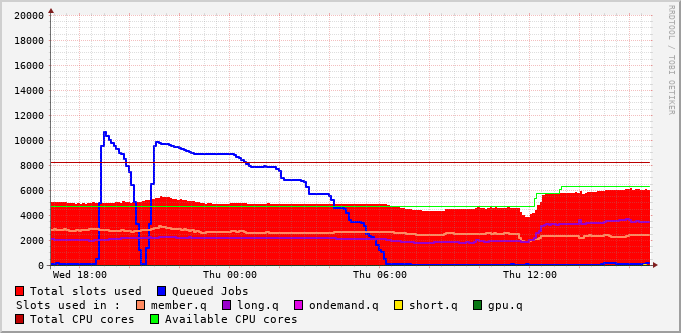 20000
18000
16000
14000
12000
10000
8000
6000
4000
2000
0
Wed 18:00 Thu 00:00 Thu 06:00 Thu 12:00
RRDTOOL / TOBI OETIKER
Total slots used Queued Jobs
Slots used in : member.q long.q ondemand.q short.q gpu.q
Total CPU cores Available CPU cores